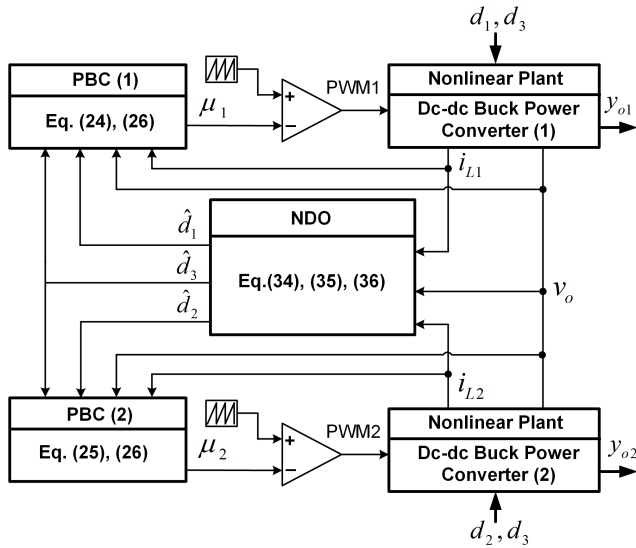 d₁, d₃
PBC (1)
Eq. (24), (26)
μ₁
+
−
PWM1
Nonlinear Plant
Dc-dc Buck Power
Converter (1)
yₒ₁
i_L1
NDO
Eq.(34), (35), (36)
d̂₁
d̂₃
d̂₂
vₒ
i_L2
PBC (2)
Eq. (25), (26)
μ₂
+
−
PWM2
Nonlinear Plant
Dc-dc Buck Power
Converter (2)
yₒ₂
d₂, d₃